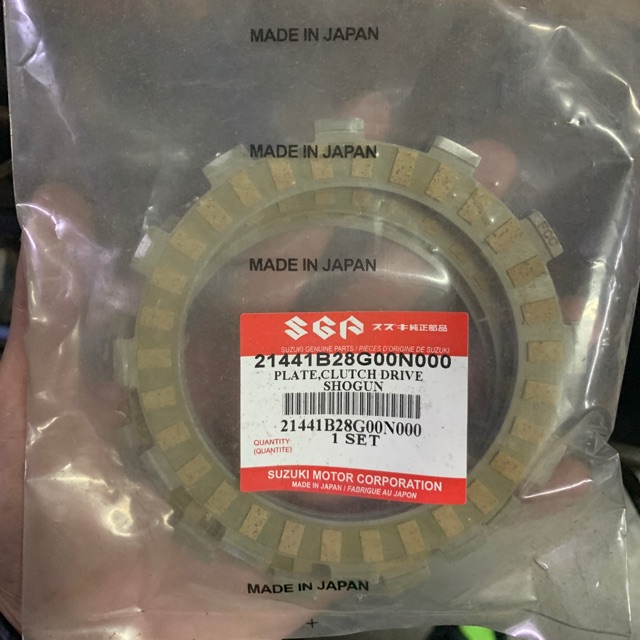 MADE IN JAPAN
MADE IN JAPAN
FCC
MADE IN JAPAN
SGP スズキ純正部品
SUZUKI GENUINE PARTS / PIECES D'ORIGINE DE SUZUKI
21441B28G00N000
PLATE,CLUTCH DRIVE
SHOGUN
21441B28G00N000
QUANTITY
(QUANTITE)
1 SET
SUZUKI MOTOR CORPORATION
MADE IN JAPAN / FABRIQUE AU JAPON
MADE IN JAPAN